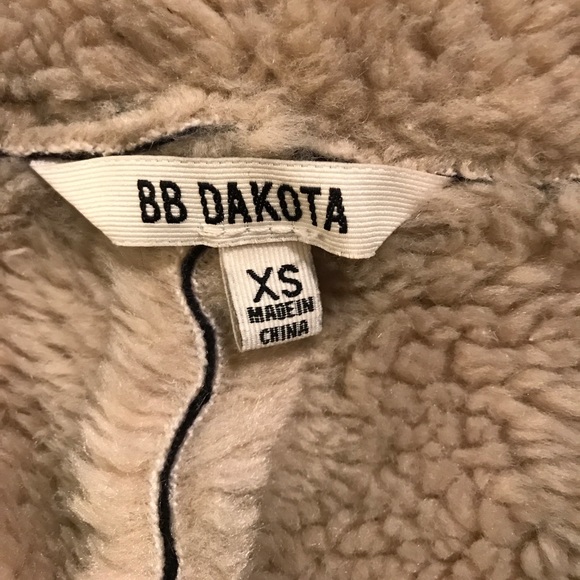 BB DAKOTA
XS
MADE IN
CHINA